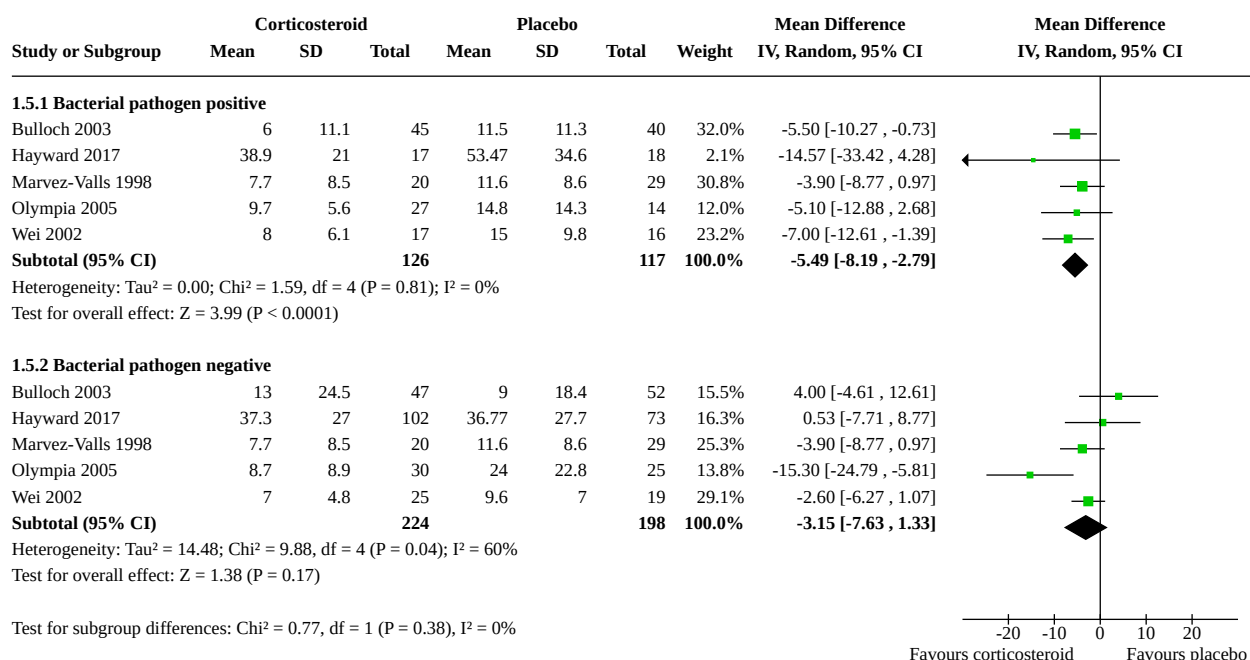 Corticosteroid Placebo Mean Difference Mean Difference
Study or Subgroup Mean SD Total Mean SD Total Weight IV, Random, 95% CI IV, Random, 95% CI
1.5.1 Bacterial pathogen positive
Bulloch 2003 6 11.1 45 11.5 11.3 40 32.0% -5.50 [-10.27 , -0.73]
Hayward 2017 38.9 21 17 53.47 34.6 18 2.1% -14.57 [-33.42 , 4.28]
Marvez-Valls 1998 7.7 8.5 20 11.6 8.6 29 30.8% -3.90 [-8.77 , 0.97]
Olympia 2005 9.7 5.6 27 14.8 14.3 14 12.0% -5.10 [-12.88 , 2.68]
Wei 2002 8 6.1 17 15 9.8 16 23.2% -7.00 [-12.61 , -1.39]
Subtotal (95% CI) 126 117 100.0% -5.49 [-8.19 , -2.79]
Heterogeneity: Tau² = 0.00; Chi² = 1.59, df = 4 (P = 0.81); I² = 0%
Test for overall effect: Z = 3.99 (P < 0.0001)
1.5.2 Bacterial pathogen negative
Bulloch 2003 13 24.5 47 9 18.4 52 15.5% 4.00 [-4.61 , 12.61]
Hayward 2017 37.3 27 102 36.77 27.7 73 16.3% 0.53 [-7.71 , 8.77]
Marvez-Valls 1998 7.7 8.5 20 11.6 8.6 29 25.3% -3.90 [-8.77 , 0.97]
Olympia 2005 8.7 8.9 30 24 22.8 25 13.8% -15.30 [-24.79 , -5.81]
Wei 2002 7 4.8 25 9.6 7 19 29.1% -2.60 [-6.27 , 1.07]
Subtotal (95% CI) 224 198 100.0% -3.15 [-7.63 , 1.33]
Heterogeneity: Tau² = 14.48; Chi² = 9.88, df = 4 (P = 0.04); I² = 60%
Test for overall effect: Z = 1.38 (P = 0.17)
Test for subgroup differences: Chi² = 0.77, df = 1 (P = 0.38), I² = 0%
-20 -10 0 10 20
Favours corticosteroid Favours placebo